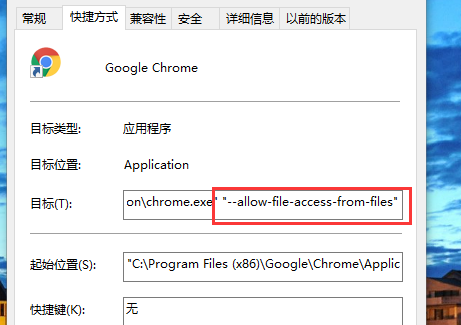 常规 快捷方式 兼容性 安全 详细信息 以前的版本
Google Chrome
目标类型: 应用程序
目标位置: Application
目标(T): on\chrome.exe" "--allow-file-access-from-files"
起始位置(S): "C:\Program Files (x86)\Google\Chrome\Applic
快捷键(K): 无